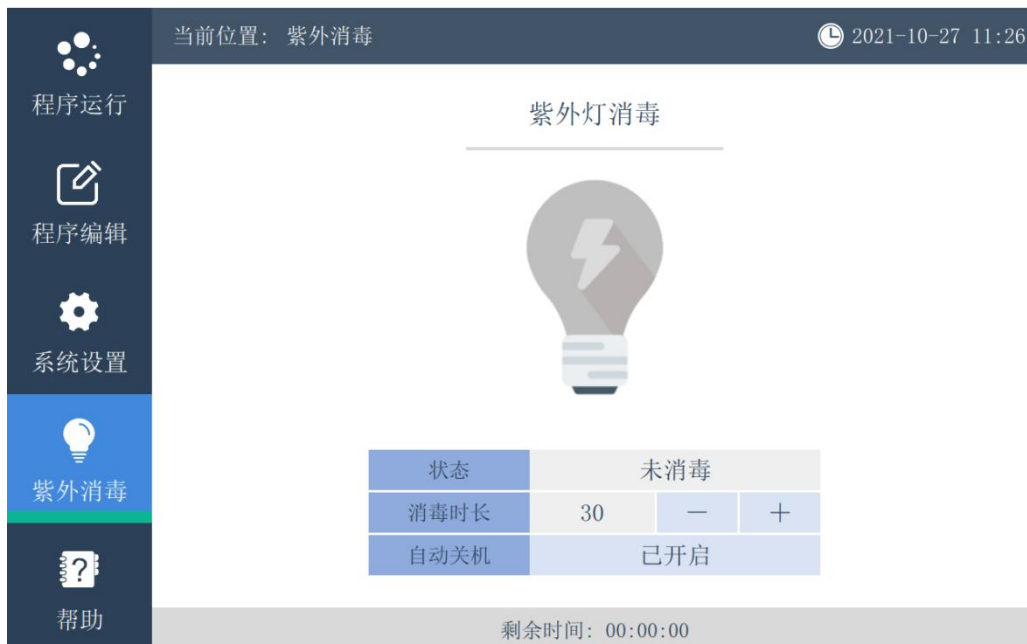 当前位置: 紫外消毒
2021-10-27 11:26
程序运行
程序编辑
系统设置
紫外消毒
?
帮助
紫外灯消毒
状态 未消毒
消毒时长 30 － ＋
自动关机 已开启
剩余时间: 00:00:00